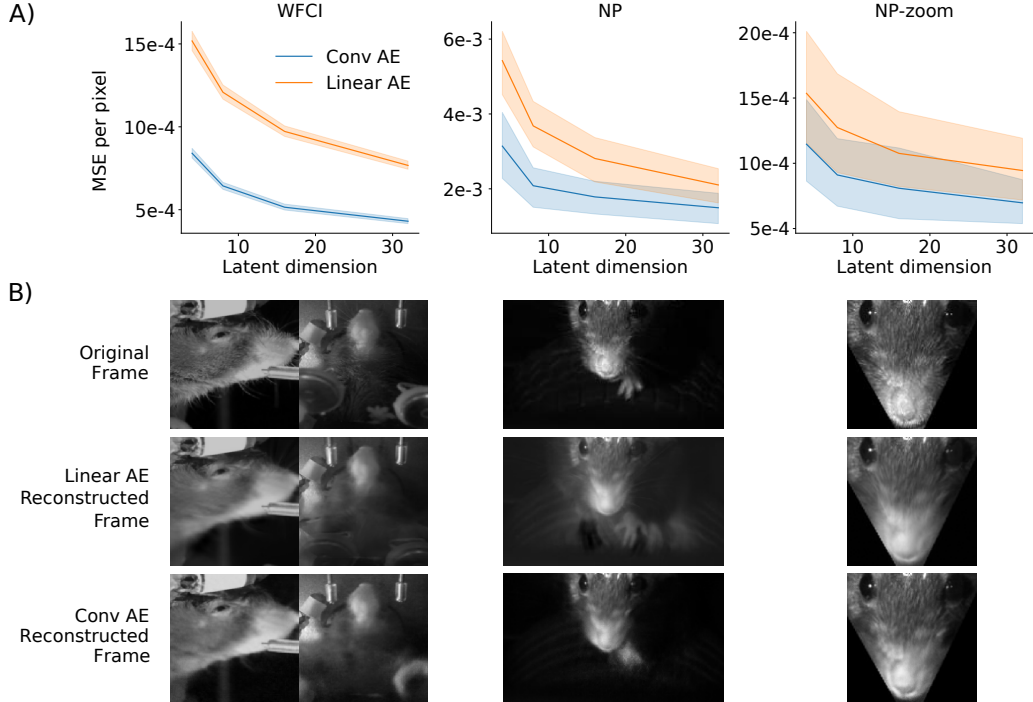 A)
WFCI
NP
NP-zoom
MSE per pixel
15e-4
10e-4
5e-4
Conv AE
Linear AE
10
20
30
Latent dimension
6e-3
4e-3
2e-3
10
20
30
Latent dimension
20e-4
15e-4
10e-4
5e-4
10
20
30
Latent dimension
B)
Original
Frame
Linear AE
Reconstructed
Frame
Conv AE
Reconstructed
Frame